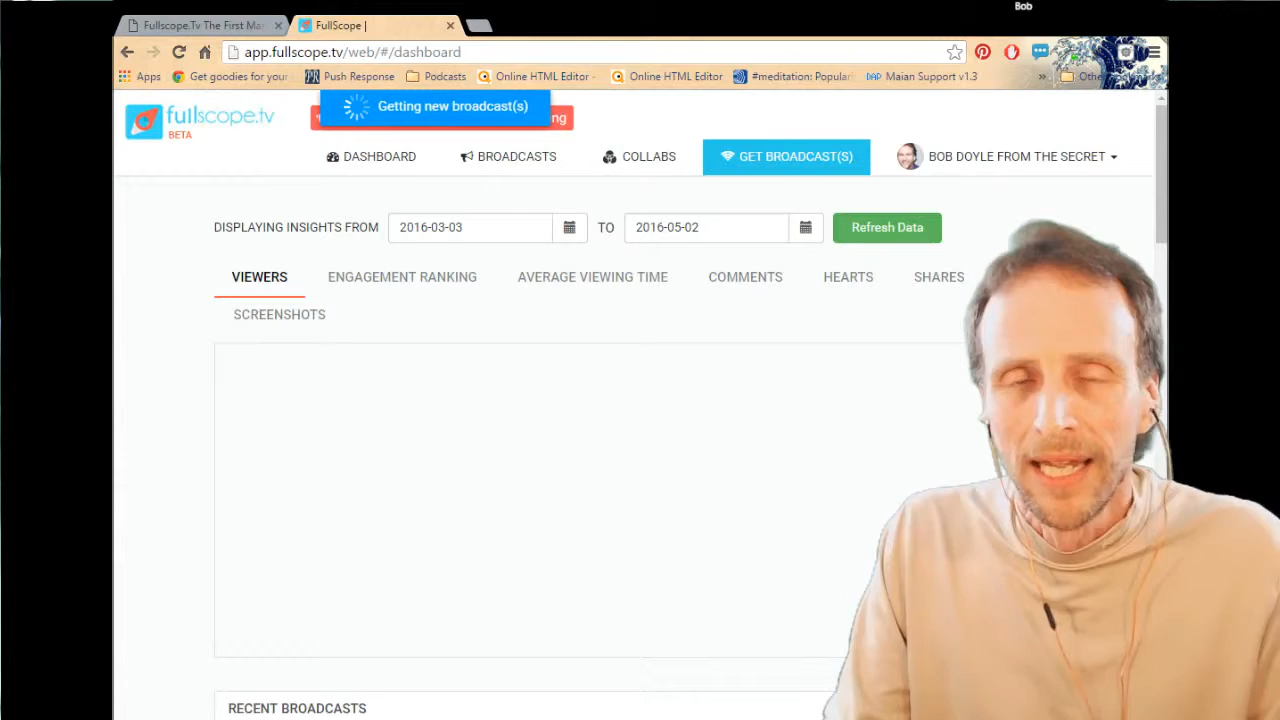 Bob
Fullscope.Tv The First Ma
FullScope |
app.fullscope.tv/web/#/dashboard
Apps Get goodies for your Push Response Podcasts Online HTML Editor - Online HTML Editor #meditation: Popular DAP Maian Support v1.3 » Othe
Getting new broadcast(s)
fullscope.tv
BETA
ng
DASHBOARD BROADCASTS COLLABS GET BROADCAST(S) BOB DOYLE FROM THE SECRET
DISPLAYING INSIGHTS FROM 2016-03-03 TO 2016-05-02 Refresh Data
VIEWERS ENGAGEMENT RANKING AVERAGE VIEWING TIME COMMENTS HEARTS SHARES
SCREENSHOTS
RECENT BROADCASTS